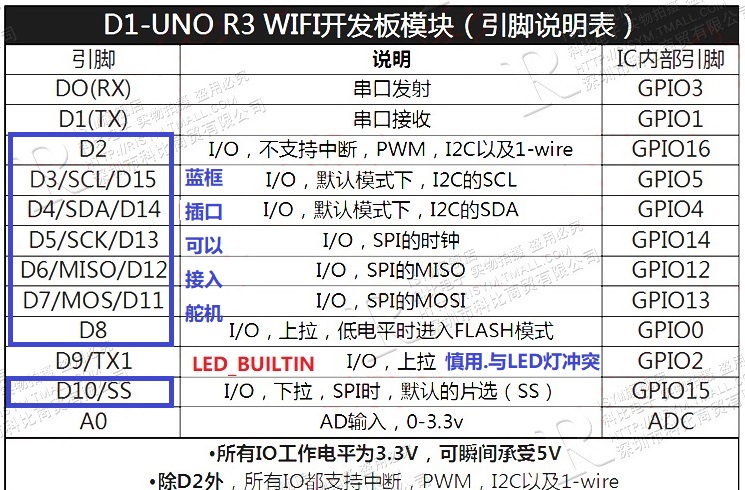 D1-UNO R3 WIFI开发板模块（引脚说明表）
引脚 说明 IC内部引脚
DO(RX) 串口发射 GPIO3
D1(TX) 串口接收 GPIO1
D2 I/O，不支持中断，PWM，I2C以及1-wire GPIO16
D3/SCL/D15 蓝框 I/O，默认模式下，I2C的SCL GPIO5
D4/SDA/D14 插口 I/O，默认模式下，I2C的SDA GPIO4
D5/SCK/D13 可以 I/O，SPI的时钟 GPIO14
D6/MISO/D12 接入 I/O，SPI的MISO GPIO12
D7/MOS/D11 舵机 I/O，SPI的MOSI GPIO13
D8 I/O，上拉，低电平时进入FLASH模式 GPIO0
D9/TX1 LED_BUILTIN I/O，上拉 慎用.与LED灯冲突 GPIO2
D10/SS I/O，下拉，SPI时，默认的片选（SS） GPIO15
A0 AD输入，0-3.3v ADC
•所有IO工作电平为3.3V，可瞬间承受5V
•除D2外，所有IO都支持中断，PWM，I2C以及1-wire